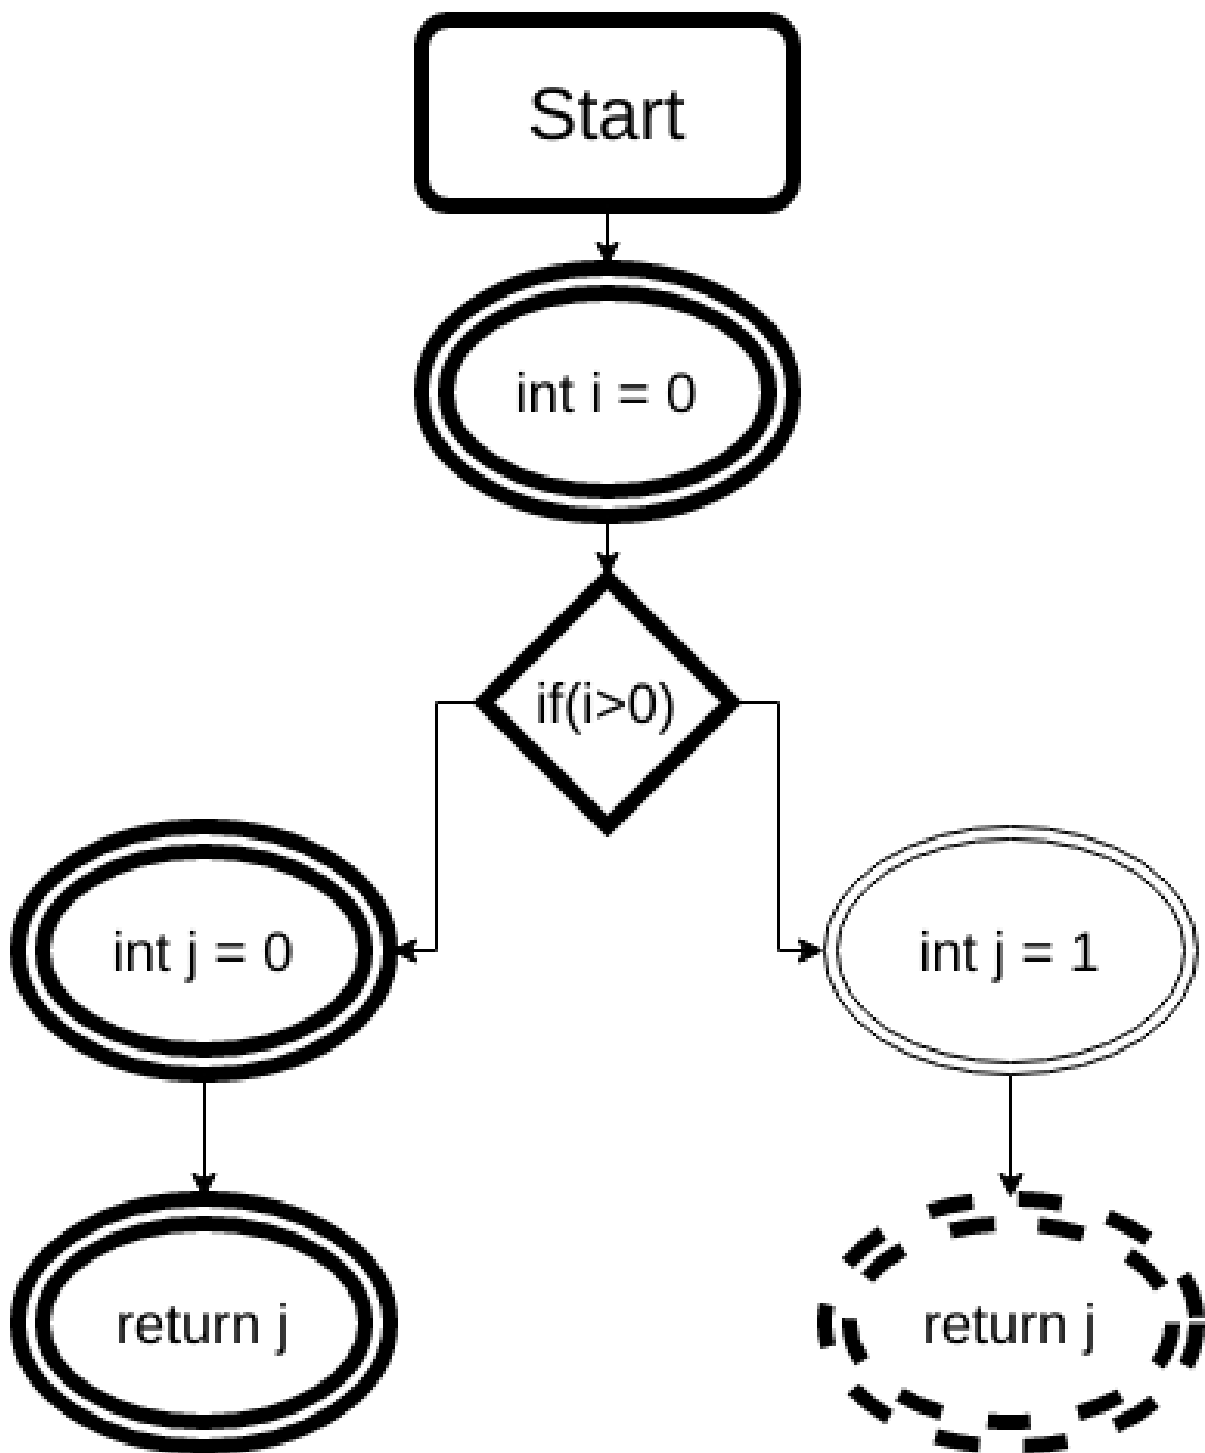 Start
int i = 0
if(i>0)
int j = 0
int j = 1
return j
return j